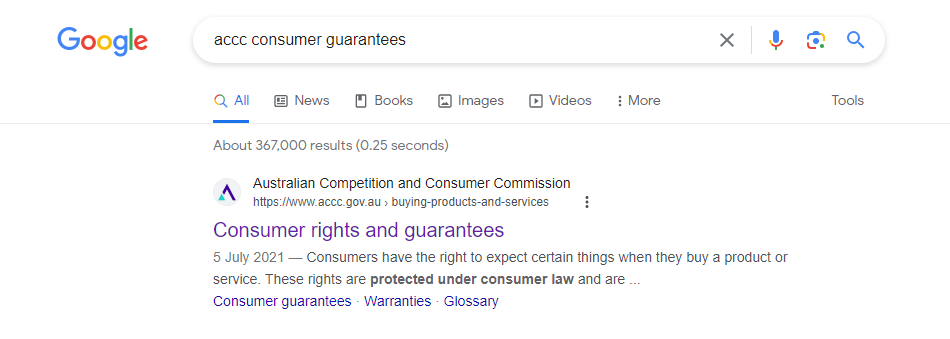 Google
accc consumer guarantees
All News Books Images Videos More Tools
About 367,000 results (0.25 seconds)
Australian Competition and Consumer Commission
https://www.accc.gov.au › buying-products-and-services
Consumer rights and guarantees
5 July 2021 — Consumers have the right to expect certain things when they buy a product or
service. These rights are protected under consumer law and are ...
Consumer guarantees · Warranties · Glossary